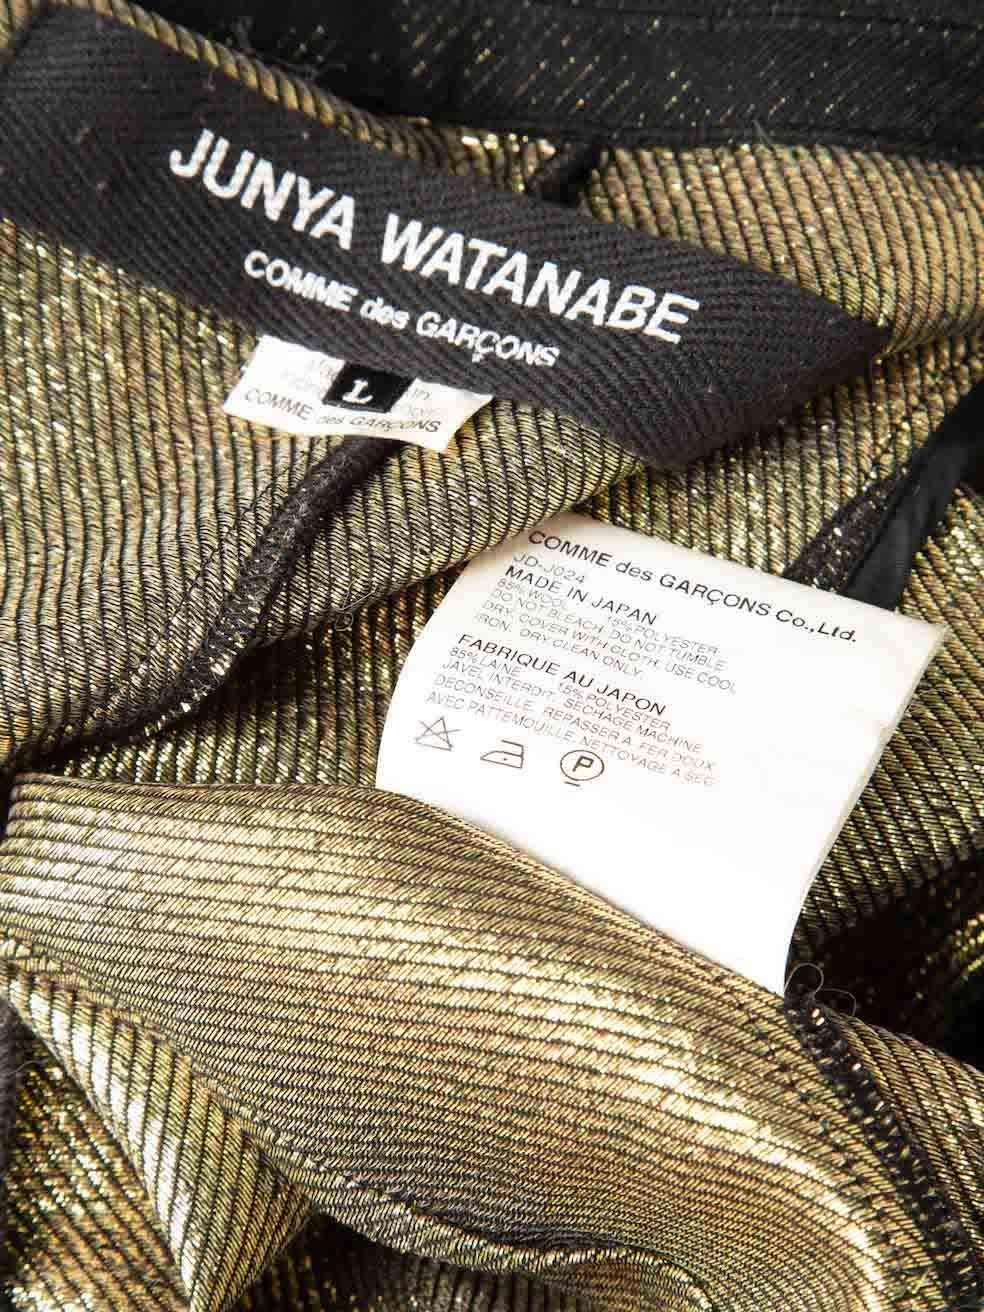 JUNYA WATANABE
COMME des GARÇONS
L
COMME des GARÇONS
COMME des GARÇONS Co.,Ltd.
JD-J024
MADE IN JAPAN
85% WOOL 15% POLYESTER
DO NOT BLEACH, DO NOT TUMBLE
DRY, COVER WITH CLOTH, USE COOL
IRON, DRY CLEAN ONLY.
FABRIQUE AU JAPON
85% LAINE 15% POLYESTER
JAVEL INTERDIT SECHAGE MACHINE
DECONSEILLE, REPASSER A FER DOUX
AVEC PATTEMOUILLE, NETTOYAGE A SEC
P